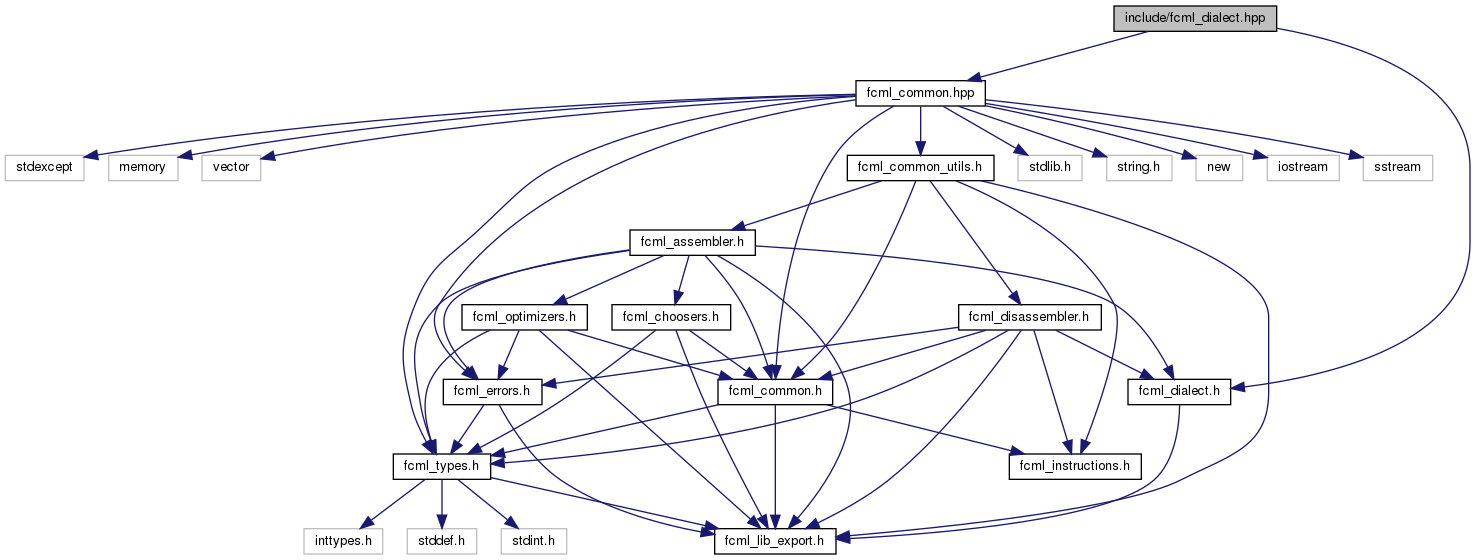 include/fcml_dialect.hpp
fcml_common.hpp
stdexcept
memory
vector
fcml_common_utils.h
stdlib.h
string.h
new
iostream
sstream
fcml_assembler.h
fcml_optimizers.h
fcml_choosers.h
fcml_disassembler.h
fcml_errors.h
fcml_common.h
fcml_dialect.h
fcml_types.h
fcml_instructions.h
inttypes.h
stddef.h
stdint.h
fcml_lib_export.h